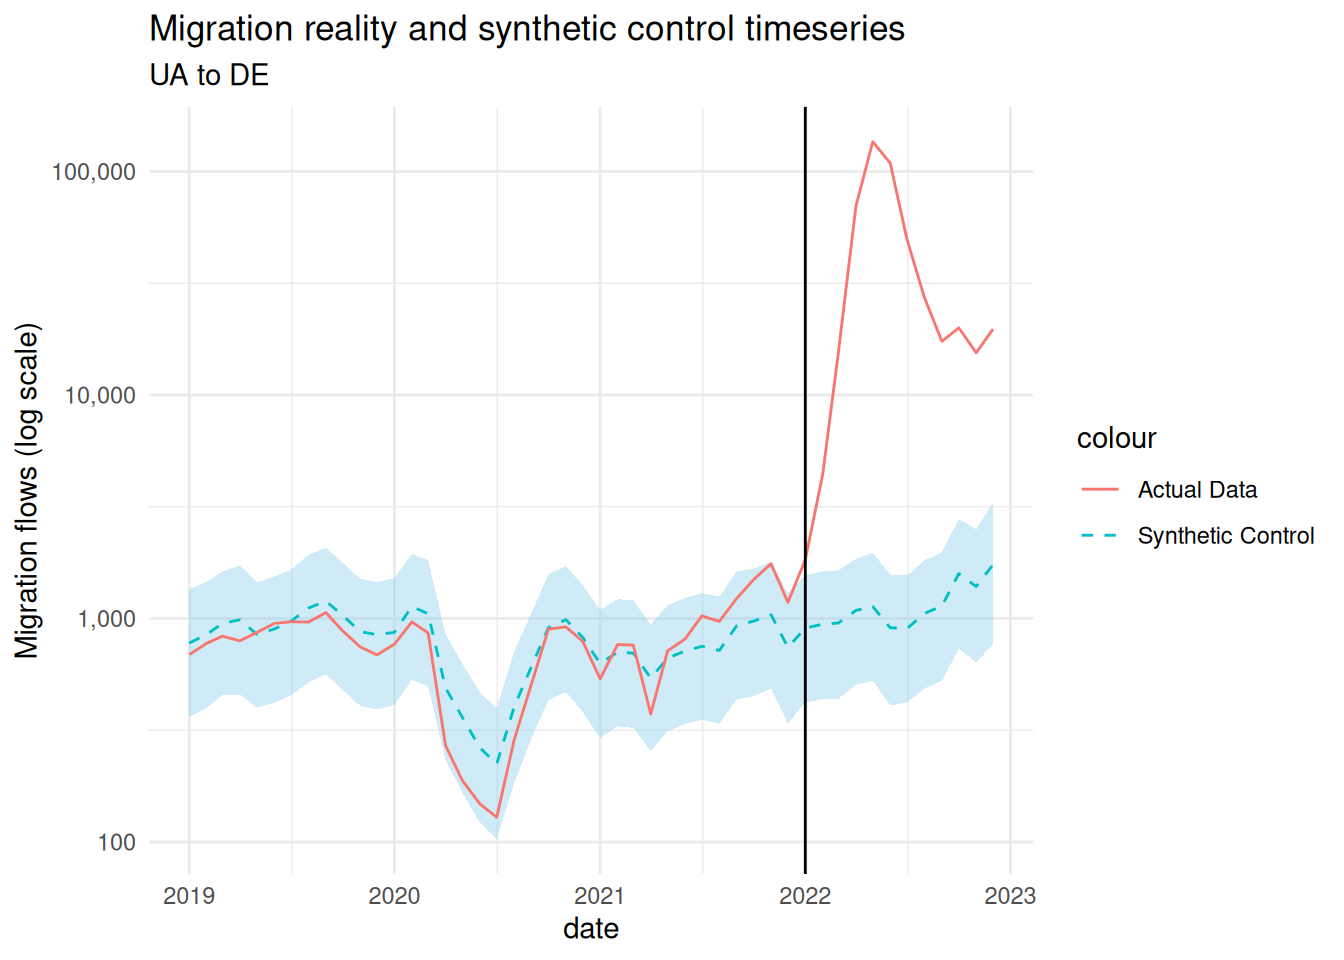 Migration reality and synthetic control timeseries
UA to DE
Migration flows (log scale)
100,000
10,000
1,000
100
2019
2020
2021
2022
2023
date
colour
Actual Data
Synthetic Control